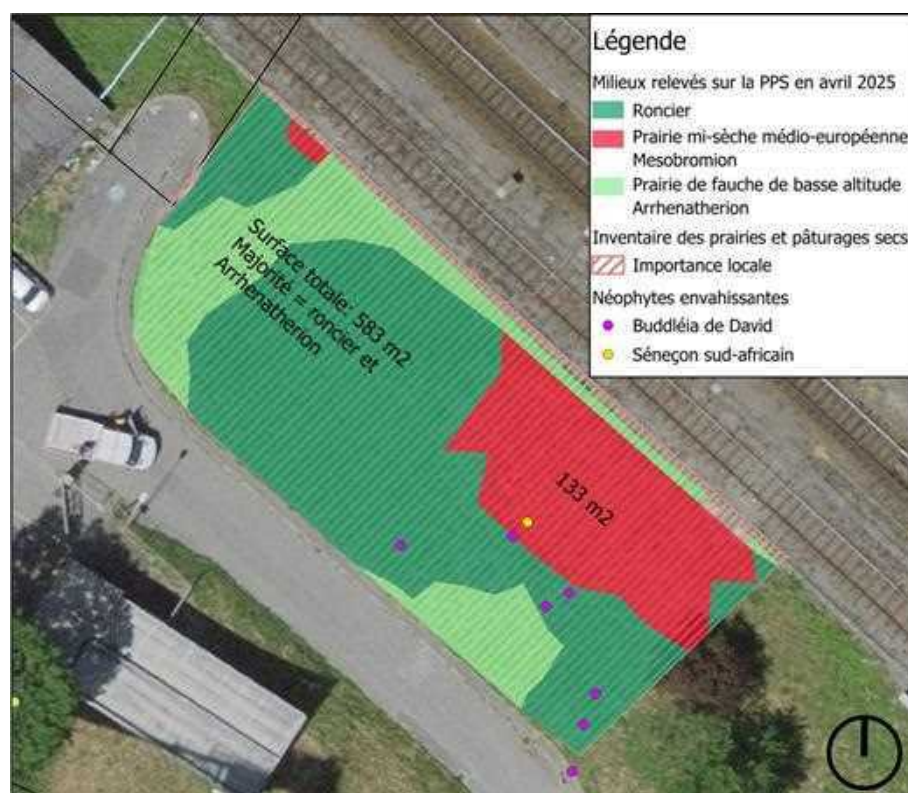 Légende
Milieux relevés sur la PPS en avril 2025
Roncier
Prairie mi-sèche médio-européenne
Mesobromion
Prairie de fauche de basse altitude
Arrhenatherion
Inventaire des prairies et pâturages secs
Importance locale
Néophytes envahissantes
Buddléia de David
Séneçon sud-africain
Surface totale: 583 m2
Majorité = roncier et
Arrhenatherion
133 m2